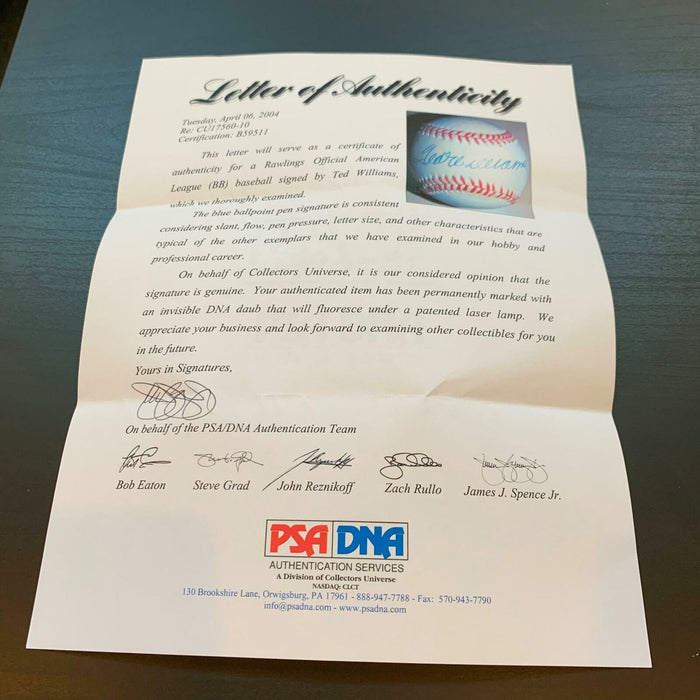 Letter of Authenticity
Tuesday, April 06, 2004
Re: CU17560-10
Certification: B59511
This letter will serve as a certificate of
authenticity for a Rawlings Official American
League (BB) baseball signed by Ted Williams,
which we thoroughly examined.
The blue ballpoint pen signature is consistent
considering slant, flow, pen pressure, letter size, and other characteristics that are
typical of the other exemplars that we have examined in our hobby and
professional career.
On behalf of Collectors Universe, it is our considered opinion that the
signature is genuine. Your authenticated item has been permanently marked with
an invisible DNA daub that will fluoresce under a patented laser lamp. We
appreciate your business and look forward to examining other collectibles for you
in the future.
Yours in Signatures,
On behalf of the PSA/DNA Authentication Team
Bob Eaton Steve Grad John Reznikoff Zach Rullo James J. Spence Jr.
PSA DNA
AUTHENTICATION SERVICES
A Division of Collectors Universe
NASDAQ: CLCT
130 Brookshire Lane, Orwigsburg, PA 17961 - 888-947-7788 - Fax: 570-943-7790
info@psadna.com - www.psadna.com